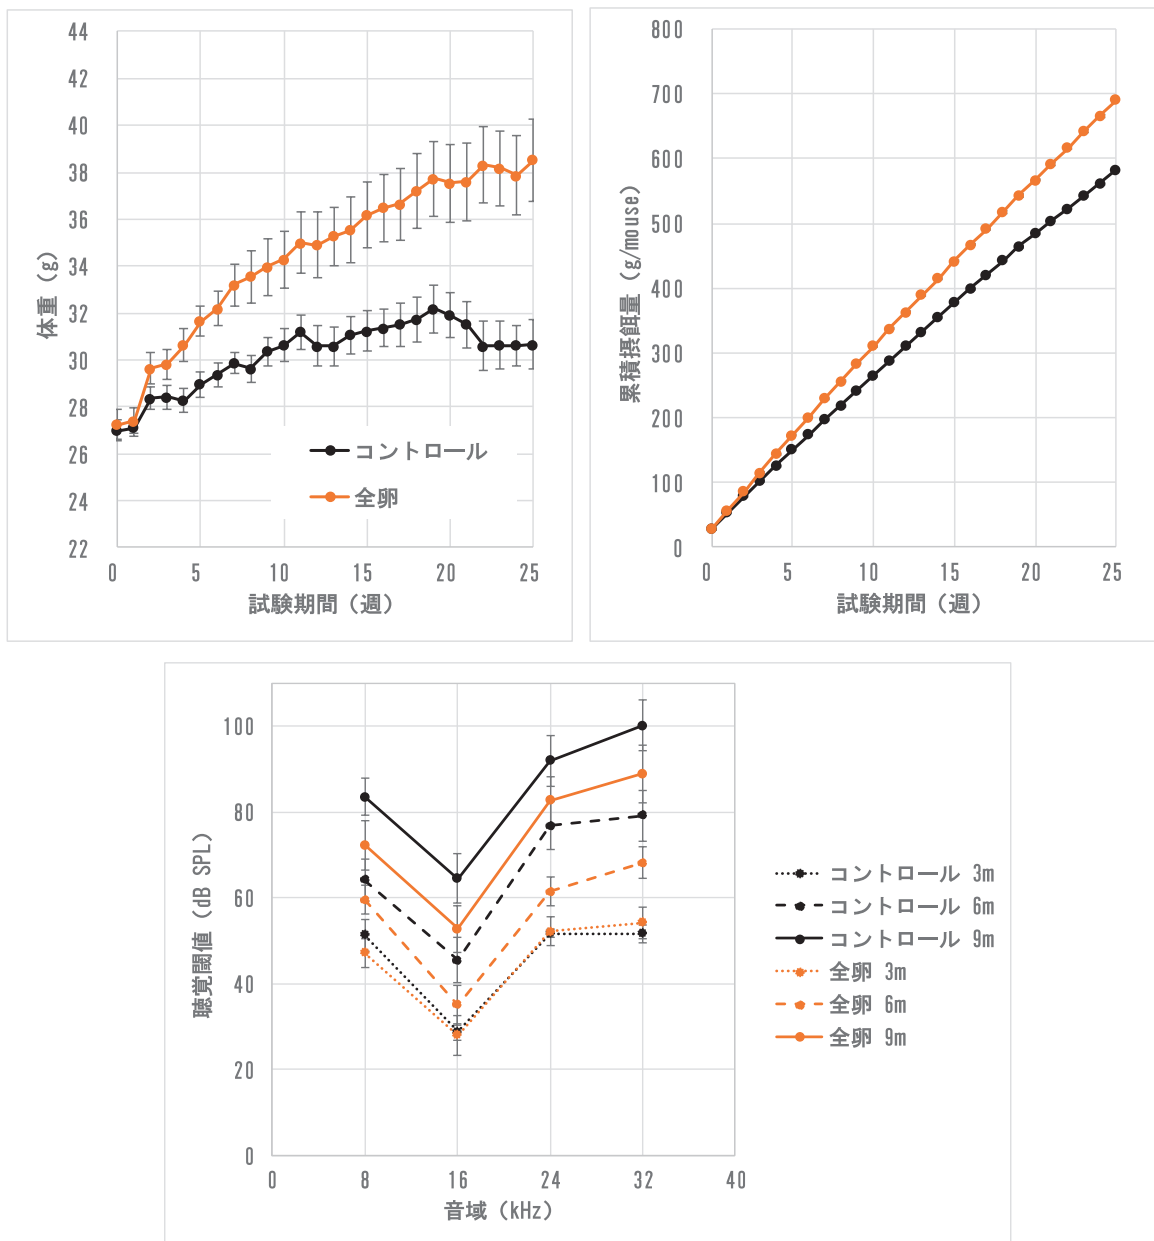 44
42
40
38
36
34
32
30
28
26
24
22
体重（g）
コントロール
全卵
0 5 10 15 20 25
試験期間（週）
800
700
600
500
400
300
200
100
0
累積摂餌量（g/mouse）
0 5 10 15 20 25
試験期間（週）
100
80
60
40
20
0
聴覚閾値（dB SPL）
0 8 16 24 32 40
音域（kHz）
コントロール 3m
コントロール 6m
コントロール 9m
全卵 3m
全卵 6m
全卵 9m